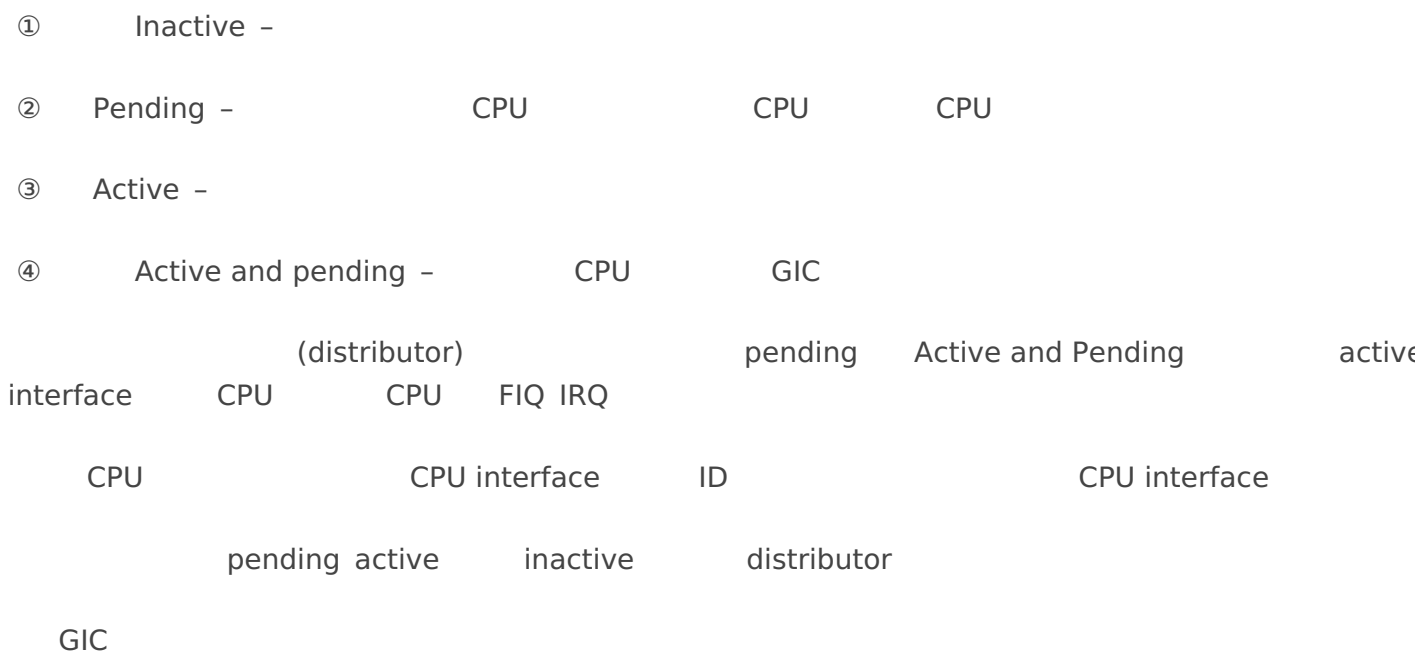 ① Inactive –
② Pending – CPU CPU CPU
③ Active –
④ Active and pending – CPU GIC
(distributor) pending Active and Pending active
interface CPU CPU FIQ IRQ
CPU CPU interface ID CPU interface
pending active inactive distributor
GIC